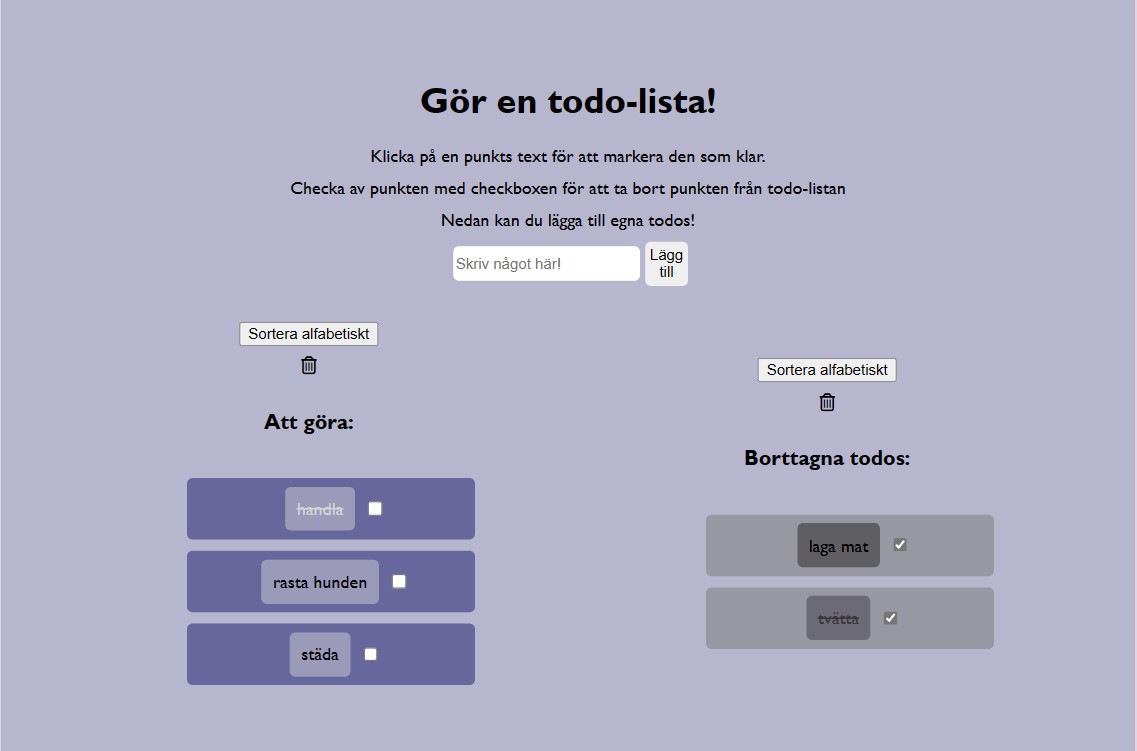 Gör en todo-lista!
Klicka på en punkts text för att markera den som klar.
Checka av punkten med checkboxen för att ta bort punkten från todo-listan
Nedan kan du lägga till egna todos!
Skriv något här!
Lägg
till
Sortera alfabetiskt
Att göra:
handla
rasta hunden
städa
Sortera alfabetiskt
Borttagna todos:
laga mat
tvätta